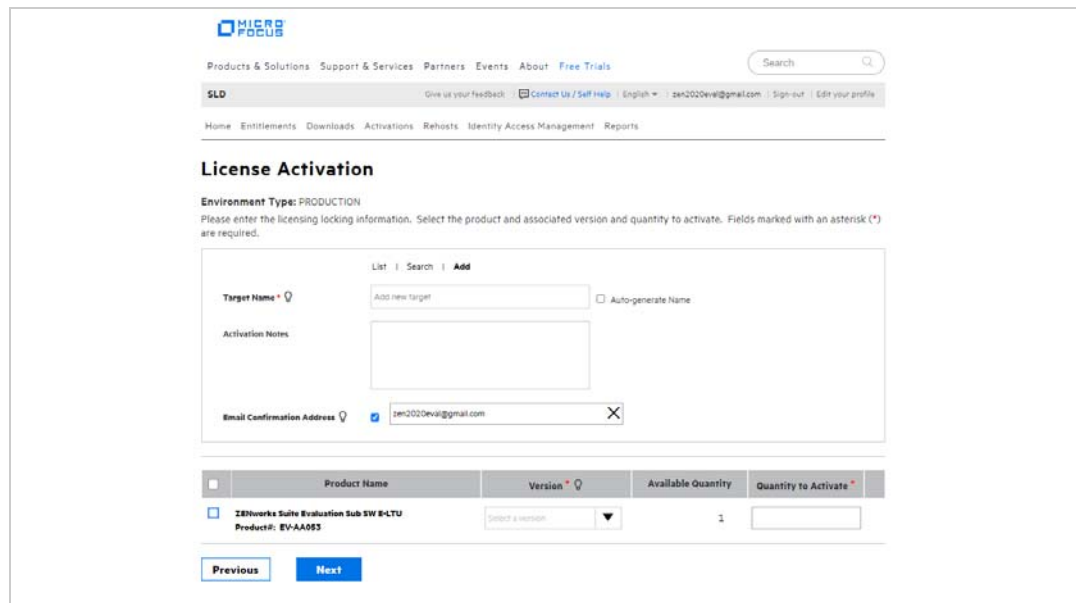 MICRO
FOCUS
Products & Solutions Support & Services Partners Events About Free Trials
Search
SLD
Give us your feedback | Contact Us / Self Help | English | zen2020eval@gmail.com | Sign-out | Edit your profile
Home Entitlements Downloads Activations Rehosts Identity Access Management Reports
License Activation
Environment Type: PRODUCTION
Please enter the licensing locking information. Select the product and associated version and quantity to activate. Fields marked with an asterisk (*)
are required.
List | Search | Add
Target Name * Add new target Auto-generate Name
Activation Notes
Email Confirmation Address zen2020eval@gmail.com
Product Name Version * Available Quantity Quantity to Activate *
ZENworks Suite Evaluation Sub SW E-LTU
Product#: EV-AA053
Select a version
1
Previous Next